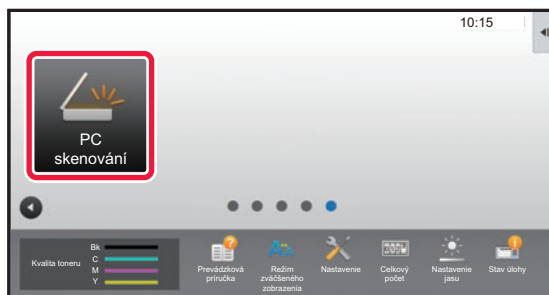 10:15
PC
skenování
Kvalita toneru
Bk
C
M
Y
Prevádzková
príručka
Režim
zväčšeného
zobrazenia
Nastavenie
Celkový
počet
Nastavenie
jasu
Stav úlohy